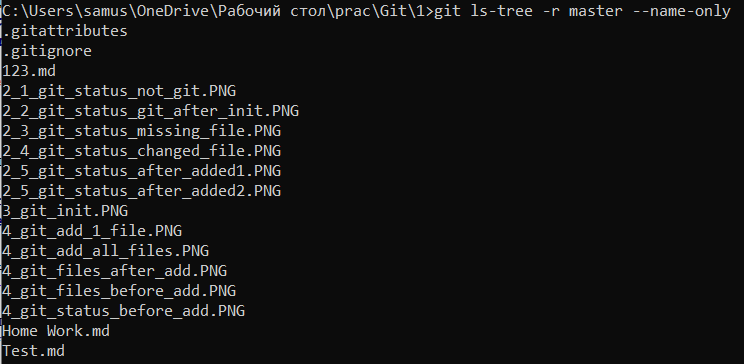 C:\Users\samus\OneDrive\Рабочий стол\prac\Git\1>git ls-tree -r master --name-only
.gitattributes
.gitignore
123.md
2_1_git_status_not_git.PNG
2_2_git_status_git_after_init.PNG
2_3_git_status_missing_file.PNG
2_4_git_status_changed_file.PNG
2_5_git_status_after_added1.PNG
2_5_git_status_after_added2.PNG
3_git_init.PNG
4_git_add_1_file.PNG
4_git_add_all_files.PNG
4_git_files_after_add.PNG
4_git_files_before_add.PNG
4_git_status_before_add.PNG
Home Work.md
Test.md